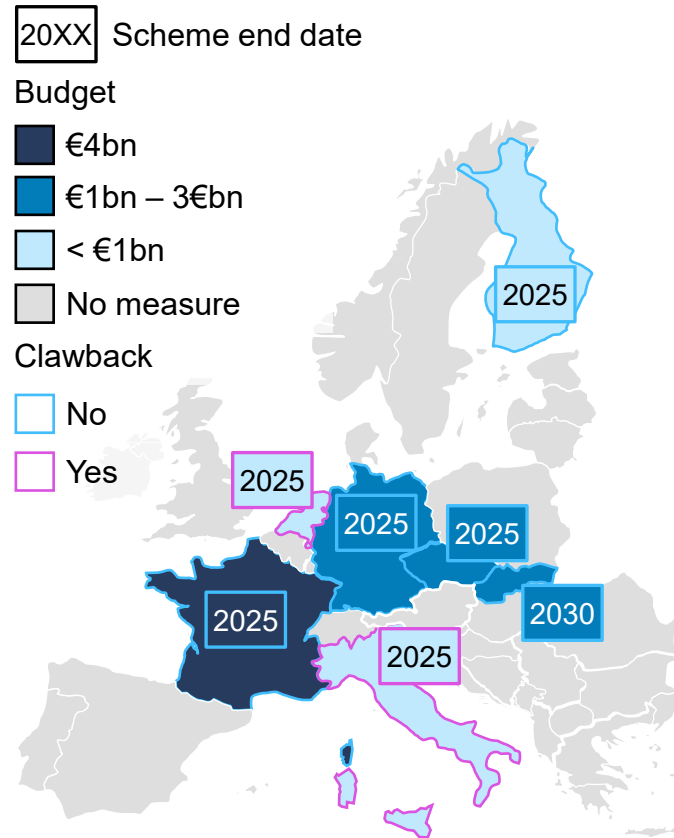 20XX Scheme end date
Budget
€4bn
€1bn – 3€bn
< €1bn
No measure
Clawback
No
Yes
2025
2025
2025
2025
2030
2025
2025